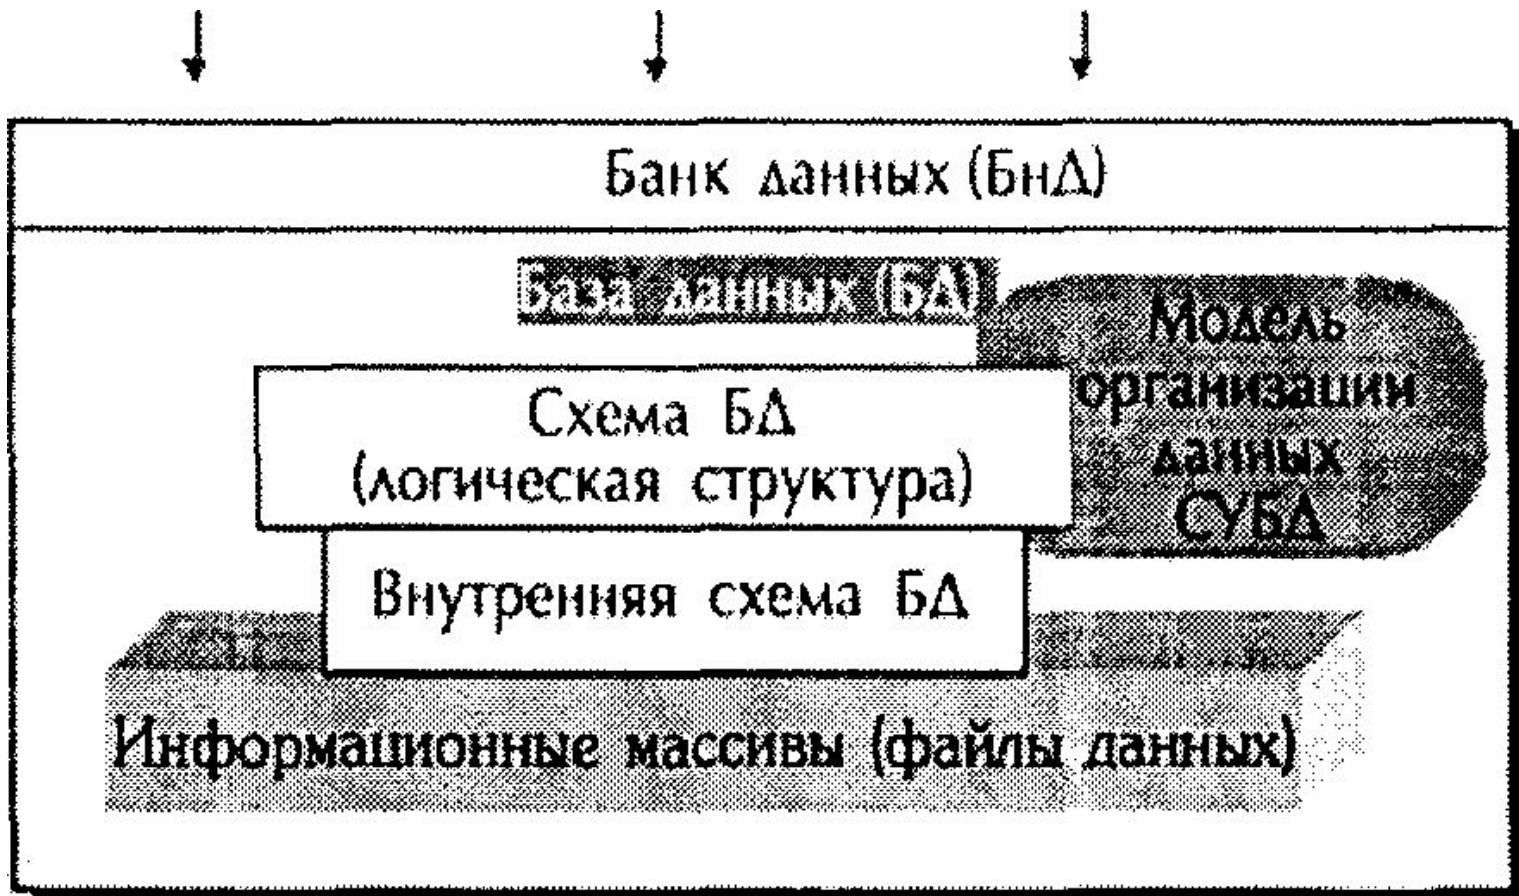 Банк данных (БнД)
База данных (БД)
Модель
организации
данных
СУБД
Схема БД
(логическая структура)
Внутренняя схема БД
Информационные массивы (файлы данных)